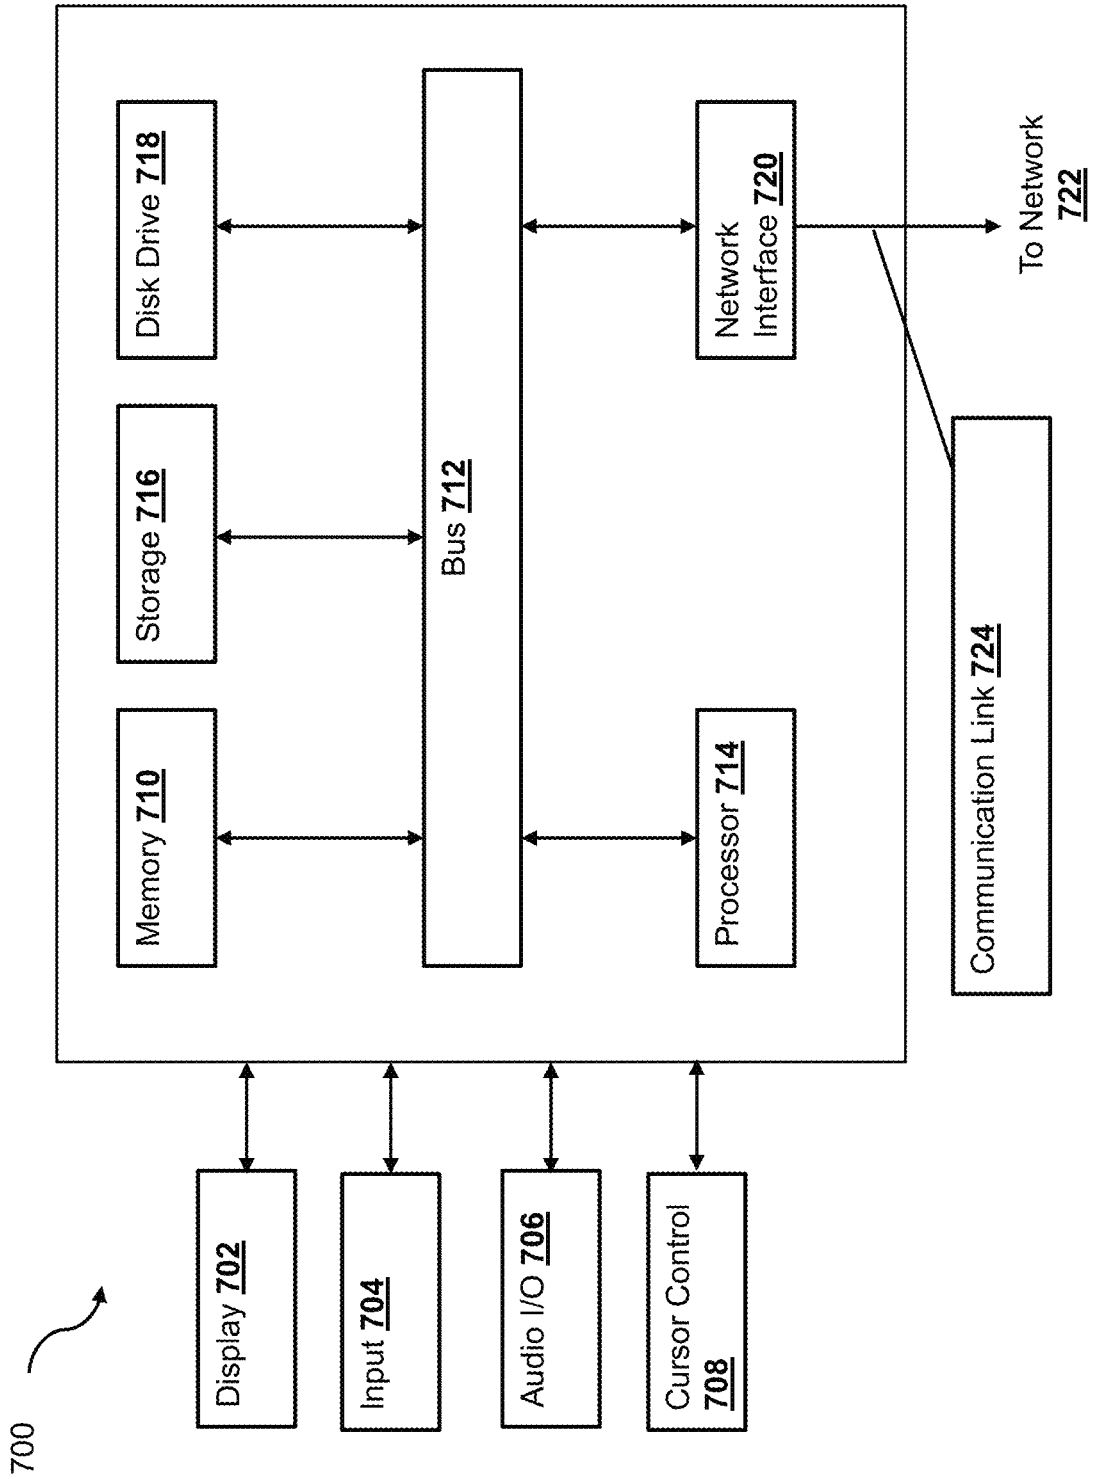 700
Display 702
Input 704
Audio I/O 706
Cursor Control
708
Memory 710
Storage 716
Disk Drive 718
Bus 712
Processor 714
Network
Interface 720
Communication Link 724
To Network
722